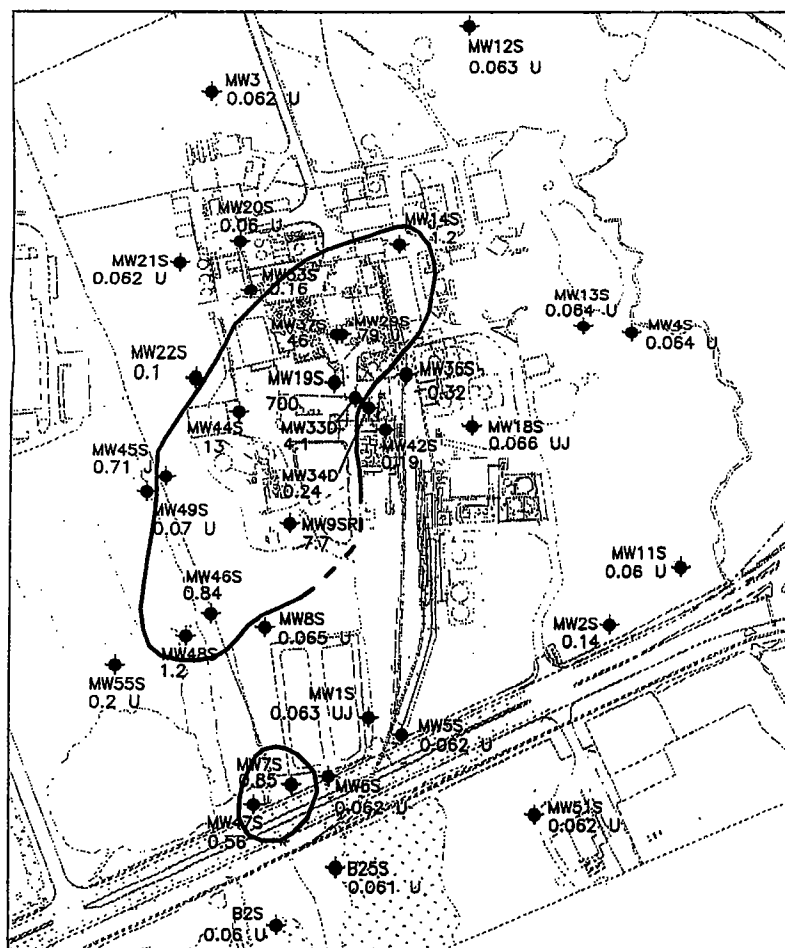 MW12S
0.063 U
MW3
0.062 U
MW20S
0.06 U
MW14S
1.2
MW21S
0.062 U
MW63S
0.16
MW37S
46
MW29S
79
MW13S
0.064 U
MW4S
0.064 U
MW22S
0.1
MW19S
700
MW36S
0.32
MW33D
4.1
MW44S
13
MW42S
0.19
MW18S
0.066 UJ
MW45S
0.71 J
MW34D
0.24
MW49S
0.07 U
MW9SRI
7.7
MW46S
0.84
MW11S
0.06 U
MW8S
0.065 U
MW2S
0.14
MW48S
1.2
MW55S
0.2 U
MW1S
0.063 UJ
MW5S
0.062 U
MW7S
0.85
MW6S
0.062 U
MW47S
0.56
MW51S
0.062 U
B25S
0.061 U
B2S
0.06 U